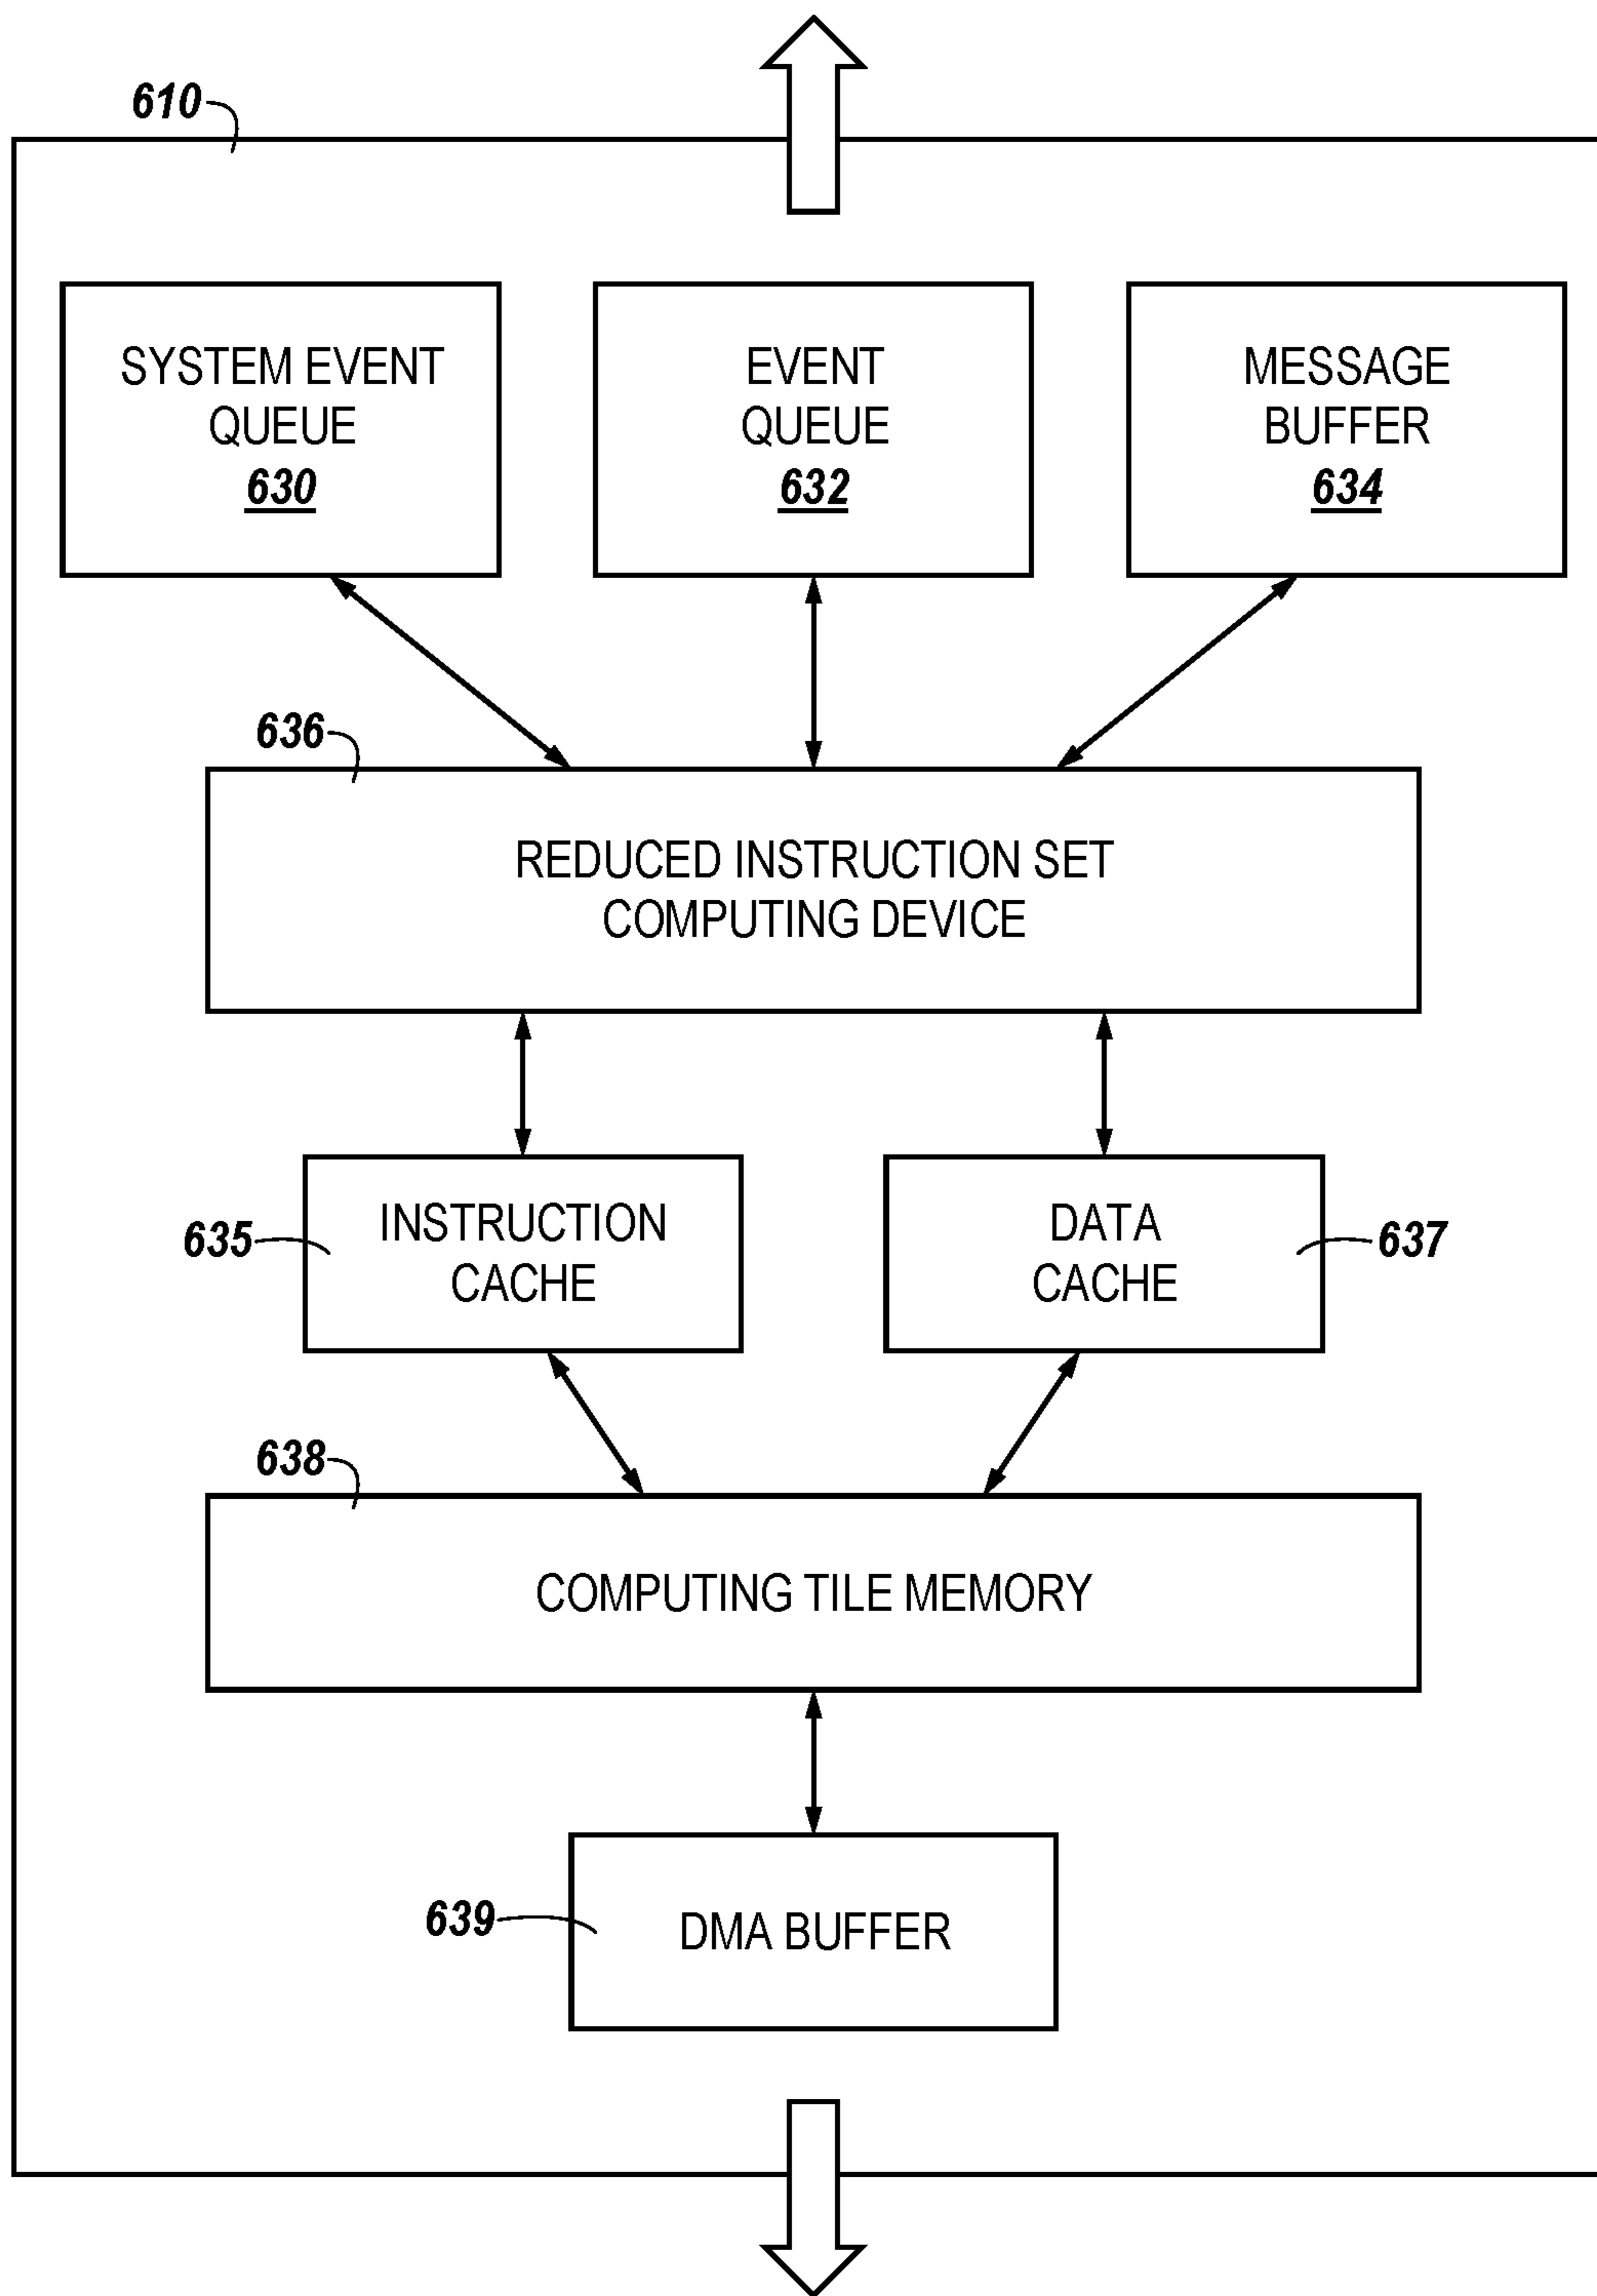 610
SYSTEM EVENT
QUEUE
630
EVENT
QUEUE
632
MESSAGE
BUFFER
634
636
REDUCED INSTRUCTION SET
COMPUTING DEVICE
635
INSTRUCTION
CACHE
DATA
CACHE
637
638
COMPUTING TILE MEMORY
639
DMA BUFFER